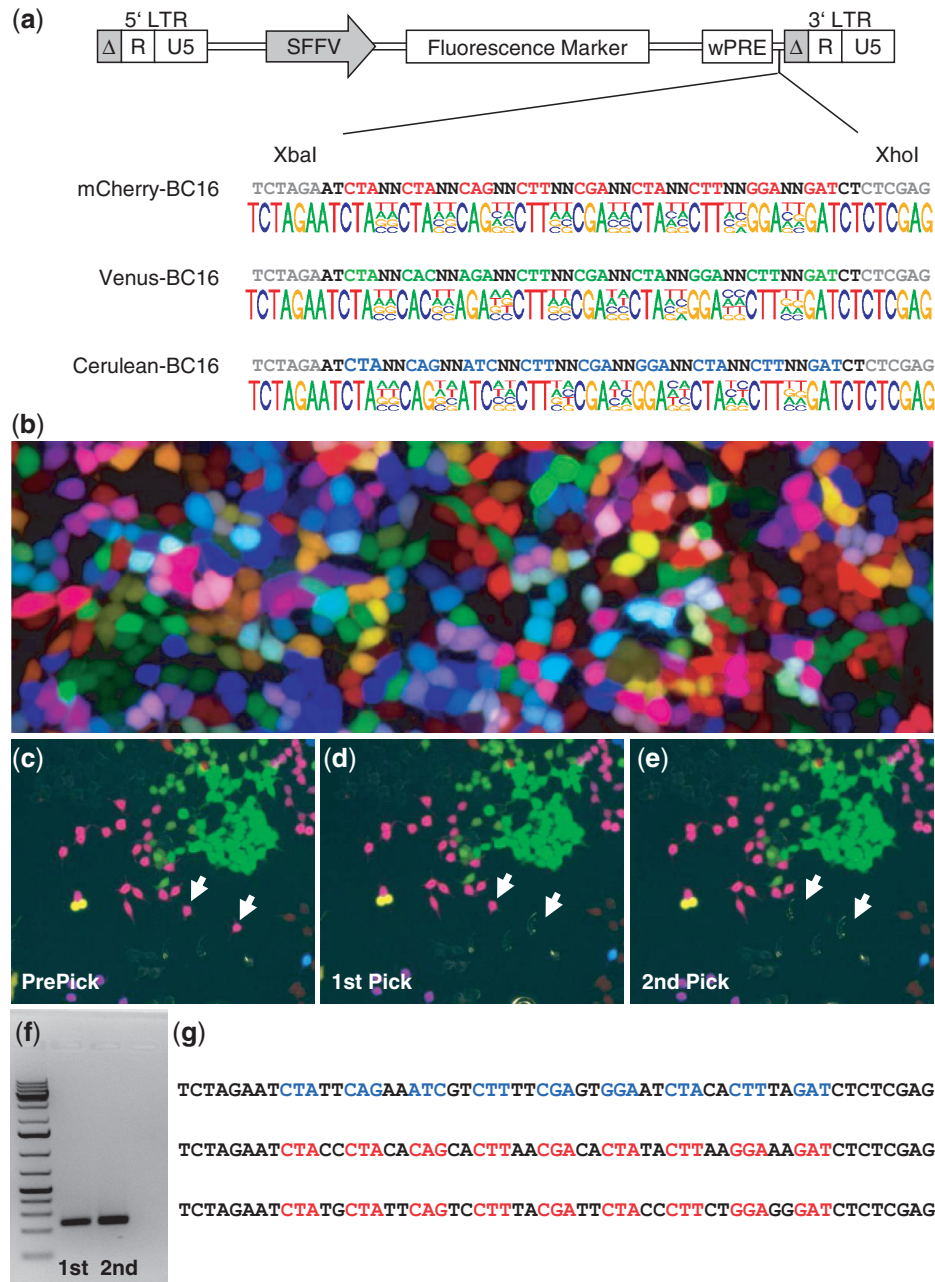 (a)
5‘ LTR
3‘ LTR
Δ R U5 SFFV Fluorescence Marker wPRE Δ R U5
XbaI XhoI
mCherry-BC16 TCTAGAATCTANNCTANNCAGNNCTTNNCGANNCTANNCTTNNGGANNGATCTCTCGAG
Venus-BC16 TCTAGAATCTANNCACNNAGANNCTTNNCGANNCTANNGGANNCTTNNGATCTCTCGAG
Cerulean-BC16 TCTAGAATCTANNCAGNNATCNNCTTNNCGANNGGANNCTANNCTTNNGATCTCTCGAG
(b)
(c) (d) (e)
PrePick 1st Pick 2nd Pick
(f) (g)
TCTAGAATCTATTCAGAAATCGTCTTTTCGAGTGGAATCTACACTTTAGATCTCTCGAG
TCTAGAATCTACCCTACACAGCACTTAACGACACTATACTTAAGGAAAGATCTCTCGAG
TCTAGAATCTATGCTATTCAGTCCTTTACGATTCTACCCTTCTGGAGGGATCTCTCGAG
1st 2nd